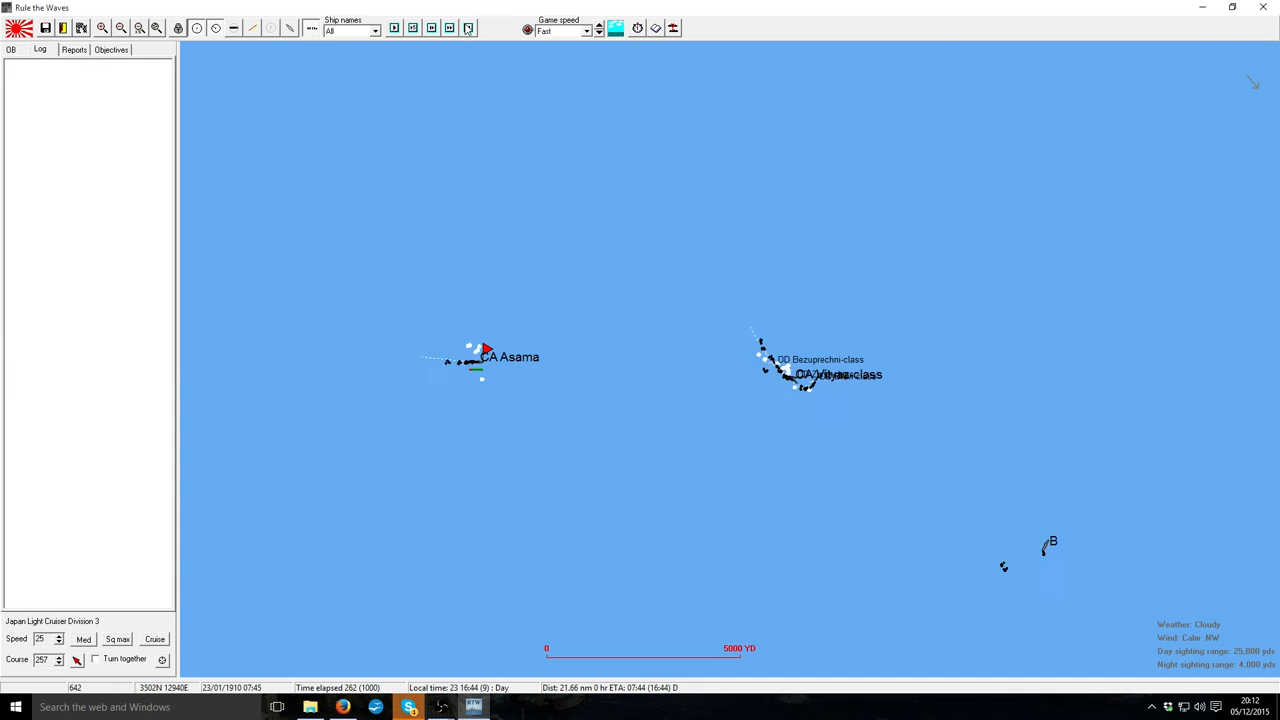 Rule the Waves
Ship names
All
Game speed
Fast
OB
Log
Reports
Objectives
CA Asama
DD Bezuprechni-class
B
0
5000 YD
Weather: Cloudy
Wind: Calm NW
Day sighting range: 25,000 yds
Night sighting range: 4,000 yds
Japan Light Cruiser Division 3
Speed
25
Med
Sq max
Cruise
Course
257
Turn together
642
3502N 12940E
23/01/1910 07:45
Time elapsed 262 (1000)
Local time: 23 16:44 (9) : Day
Dist: 21.66 nm 0 hr ETA: 07:44 (16:44) D
Search the web and Windows
RTW
20:12
05/12/2015